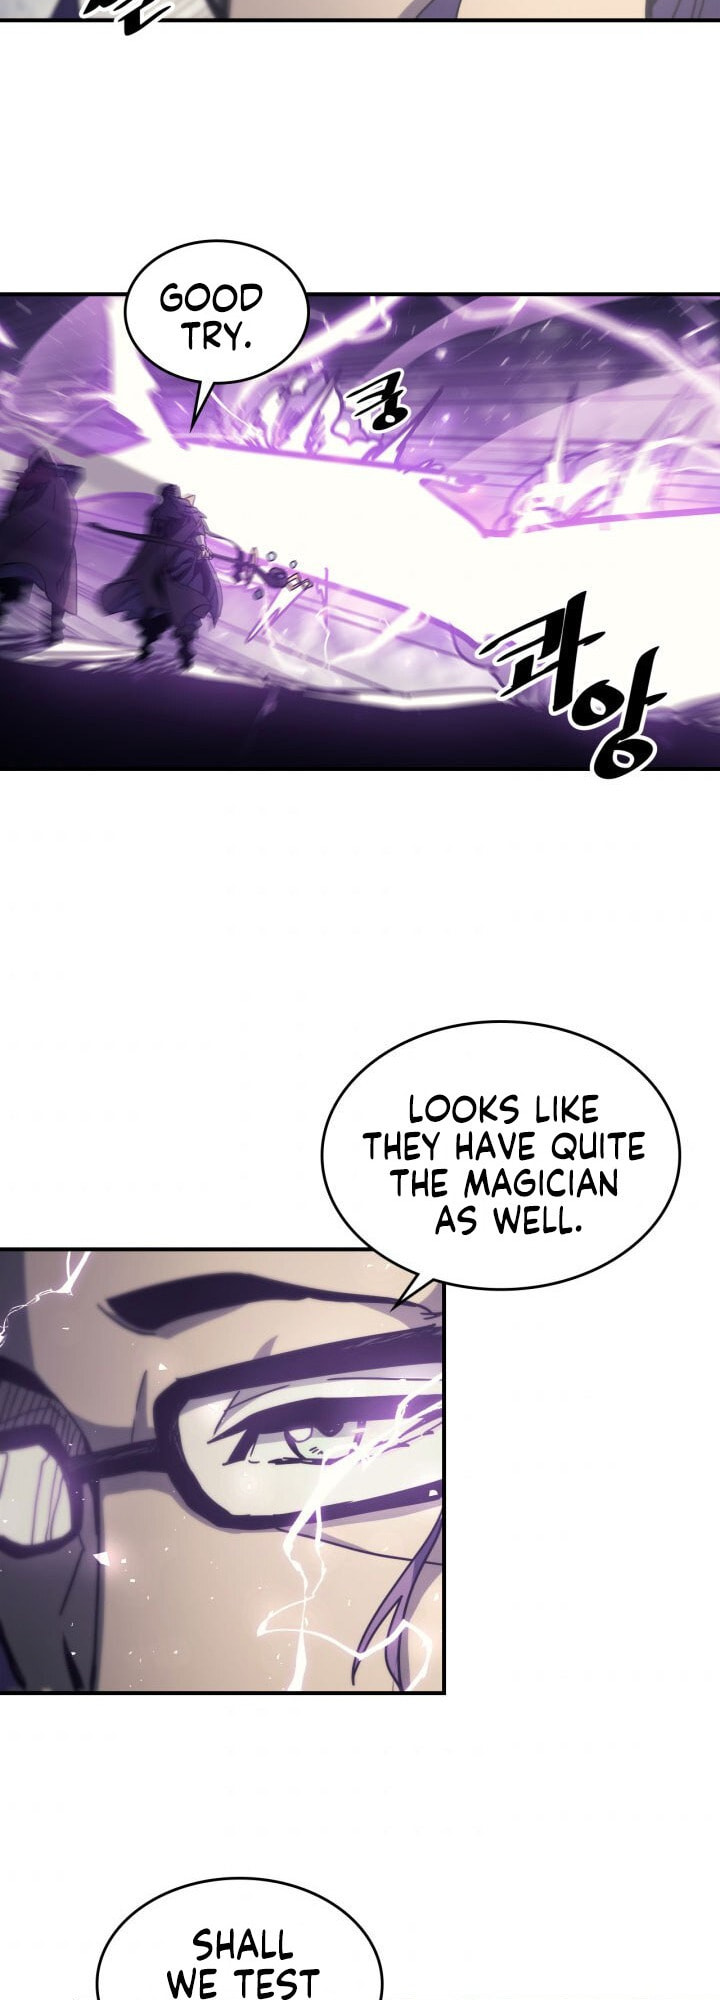 GOOD
TRY.
쿵
콰앙
LOOKS LIKE
THEY HAVE QUITE
THE MAGICIAN
AS WELL.
SHALL
WE TEST